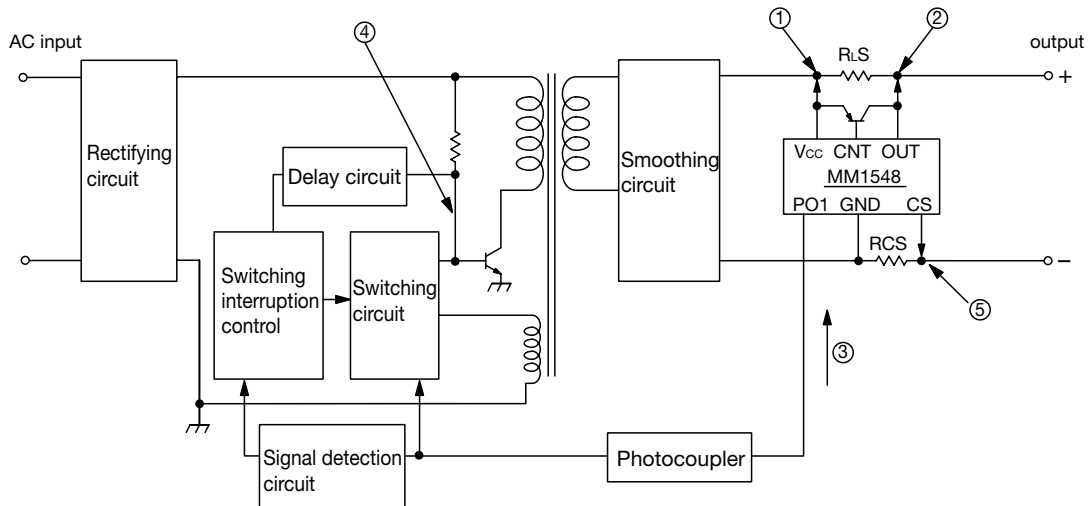 ① ②
④
AC input
RLS
output
+
Rectifying
circuit
Delay circuit
Smoothing
circuit
VCC CNT OUT
MM1548
PO1 GND CS
RCS
−
Switching
interruption
control
Switching
circuit
⑤
③
Signal detection
circuit
Photocoupler